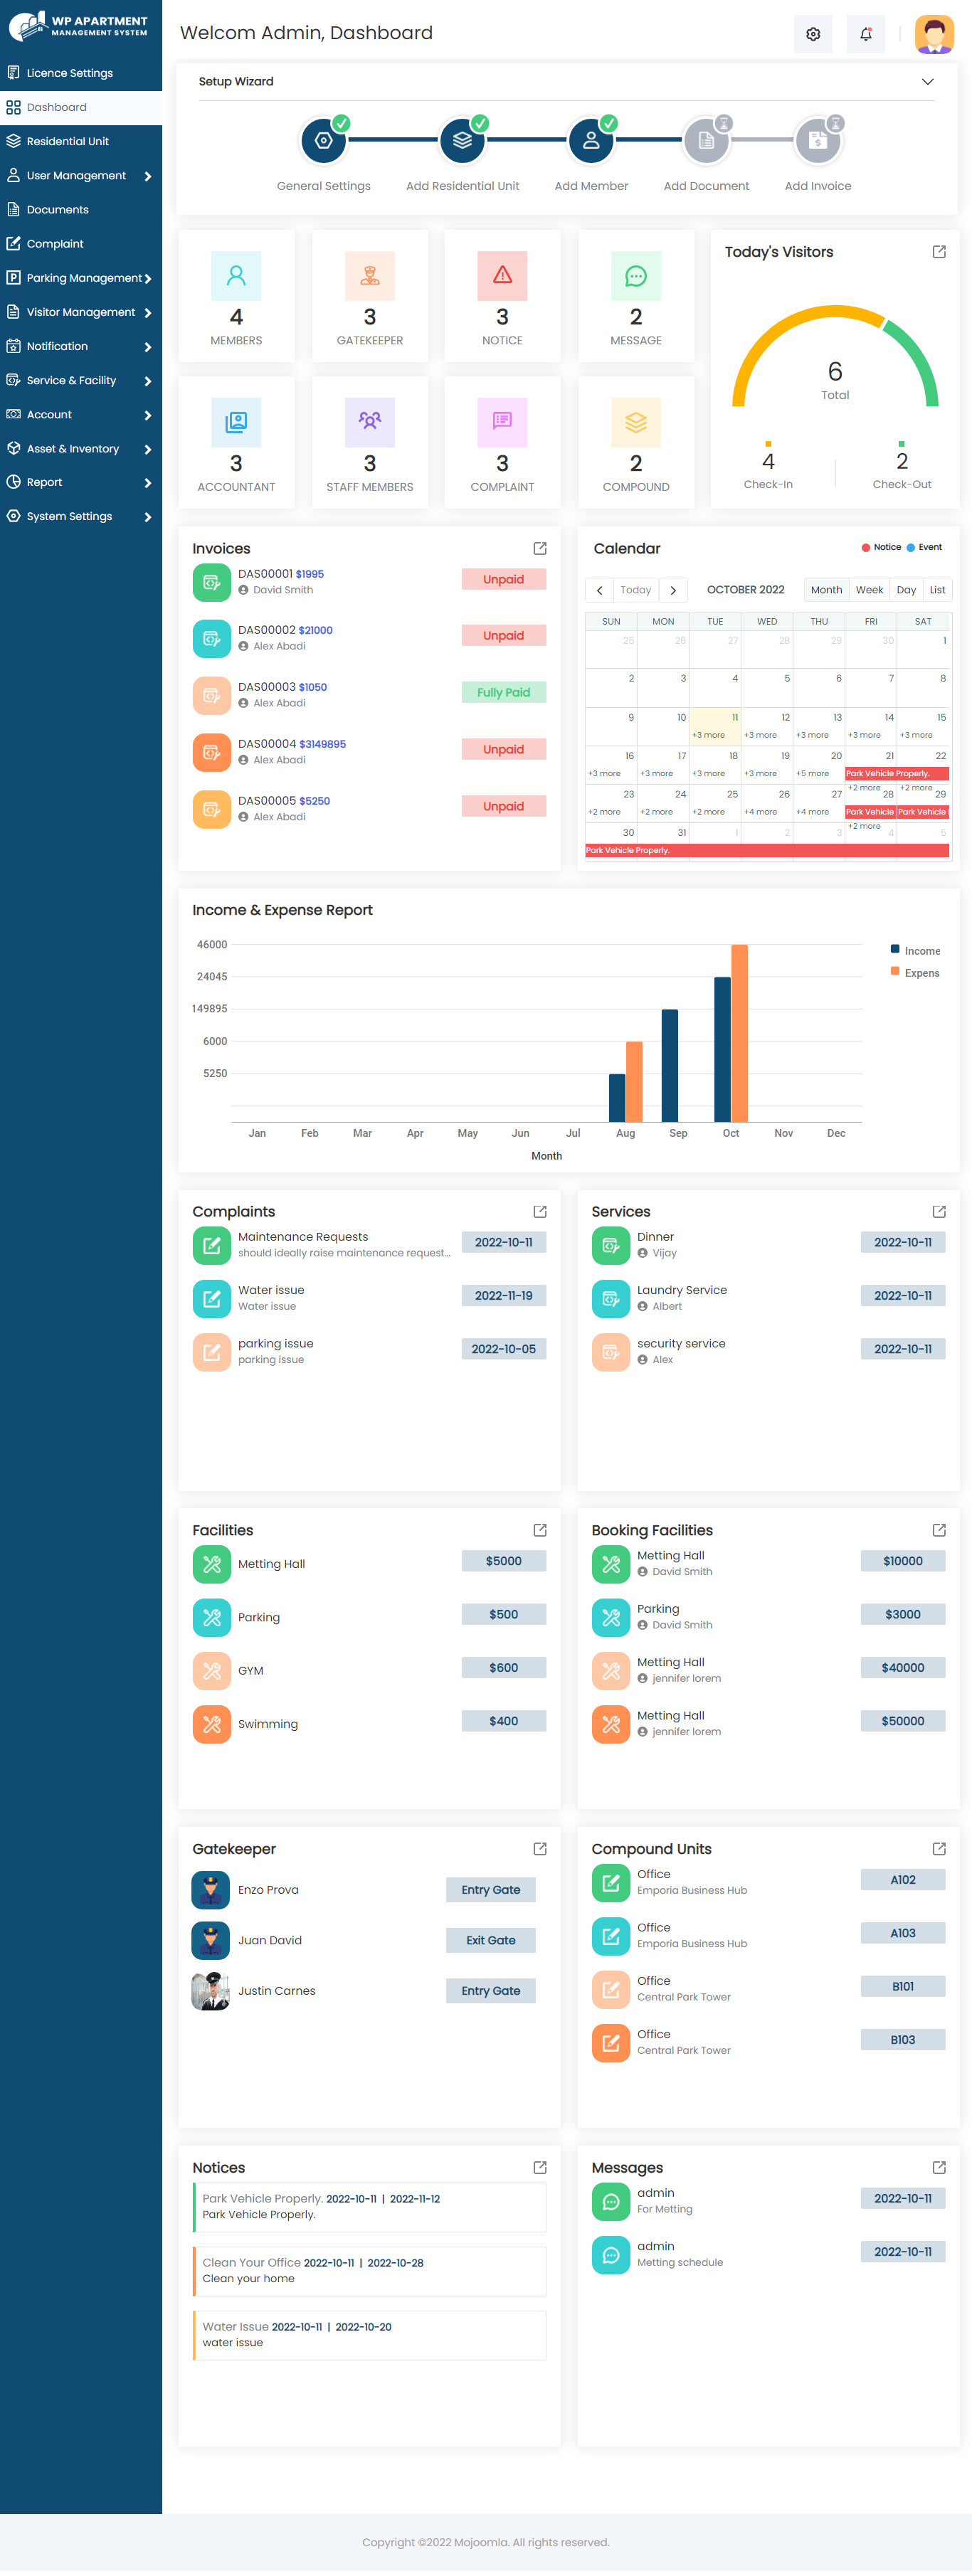 WP APARTMENT
MANAGEMENT SYSTEM
Licence Settings
Dashboard
Residential Unit
User Management
Documents
Complaint
Parking Management
Visitor Management
Notification
Service & Facility
Account
Asset & Inventory
Report
System Settings
Welcom Admin, Dashboard
Setup Wizard
General Settings
Add Residential Unit
Add Member
Add Document
Add Invoice
4
MEMBERS
3
GATEKEEPER
3
NOTICE
2
MESSAGE
3
ACCOUNTANT
3
STAFF MEMBERS
3
COMPLAINT
2
COMPOUND
Today's Visitors
6
Total
4
Check-In
2
Check-Out
Invoices
DAS00001 $1995
David Smith
Unpaid
DAS00002 $21000
Alex Abadi
Unpaid
DAS00003 $1050
Alex Abadi
Fully Paid
DAS00004 $3149895
Alex Abadi
Unpaid
DAS00005 $5250
Alex Abadi
Unpaid
Calendar
Notice Event
Today
OCTOBER 2022
Month Week Day List
SUN MON TUE WED THU FRI SAT
25 26 27 28 29 30 1
2 3 4 5 6 7 8
9 10 11 12 13 14 15
+3 more +3 more +3 more +3 more +3 more
16 17 18 19 20 21 22
+3 more +3 more +3 more +3 more +5 more Park Vehicle Properly.
+2 more +2 more
23 24 25 26 27 28 29
+2 more +2 more +2 more +4 more +4 more Park Vehicle Park Vehicle
+2 more
30 31 1 2 3 4 5
Park Vehicle Properly.
Income & Expense Report
46000
24045
149895
6000
5250
Jan Feb Mar Apr May Jun Jul Aug Sep Oct Nov Dec
Month
Income
Expens
Complaints
Maintenance Requests
should ideally raise maintenance request...
2022-10-11
Water issue
Water issue
2022-11-19
parking issue
parking issue
2022-10-05
Services
Dinner
Vijay
2022-10-11
Laundry Service
Albert
2022-10-11
security service
Alex
2022-10-11
Facilities
Metting Hall
$5000
Parking
$500
GYM
$600
Swimming
$400
Booking Facilities
Metting Hall
David Smith
$10000
Parking
David Smith
$3000
Metting Hall
jennifer lorem
$40000
Metting Hall
jennifer lorem
$50000
Gatekeeper
Enzo Prova
Entry Gate
Juan David
Exit Gate
Justin Carnes
Entry Gate
Compound Units
Office
Emporia Business Hub
A102
Office
Emporia Business Hub
A103
Office
Central Park Tower
B101
Office
Central Park Tower
B103
Notices
Park Vehicle Properly. 2022-10-11 | 2022-11-12
Park Vehicle Properly.
Clean Your Office 2022-10-11 | 2022-10-28
Clean your home
Water Issue 2022-10-11 | 2022-10-20
water issue
Messages
admin
For Metting
2022-10-11
admin
Metting schedule
2022-10-11
Copyright ©2022 Mojoomla. All rights reserved.